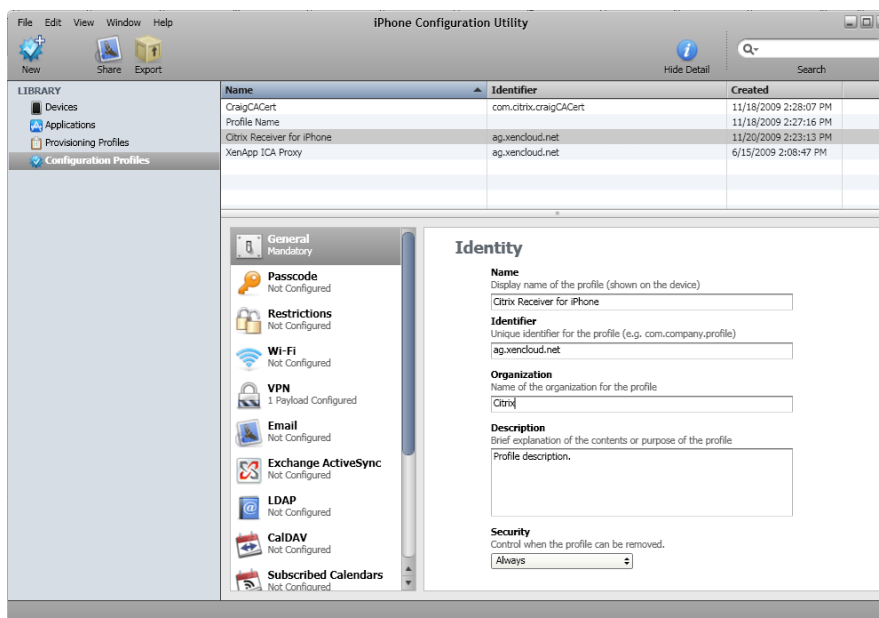 iPhone Configuration Utility
File Edit View Window Help
New Share Export Hide Detail Search
LIBRARY
Devices
Applications
Provisioning Profiles
Configuration Profiles
Name Identifier Created
CraigCACert com.citrix.craigCACert 11/18/2009 2:28:07 PM
Profile Name 11/18/2009 2:27:16 PM
Citrix Receiver for iPhone ag.xencloud.net 11/20/2009 2:23:13 PM
XenApp ICA Proxy ag.xencloud.net 6/15/2009 2:08:47 PM
General
Mandatory
Passcode
Not Configured
Restrictions
Not Configured
Wi-Fi
Not Configured
VPN
1 Payload Configured
Email
Not Configured
Exchange ActiveSync
Not Configured
LDAP
Not Configured
CalDAV
Not Configured
Subscribed Calendars
Not Configured
Identity
Name
Display name of the profile (shown on the device)
Citrix Receiver for iPhone
Identifier
Unique identifier for the profile (e.g. com.company.profile)
ag.xencloud.net
Organization
Name of the organization for the profile
Citrix
Description
Brief explanation of the contents or purpose of the profile
Profile description.
Security
Control when the profile can be removed.
Always